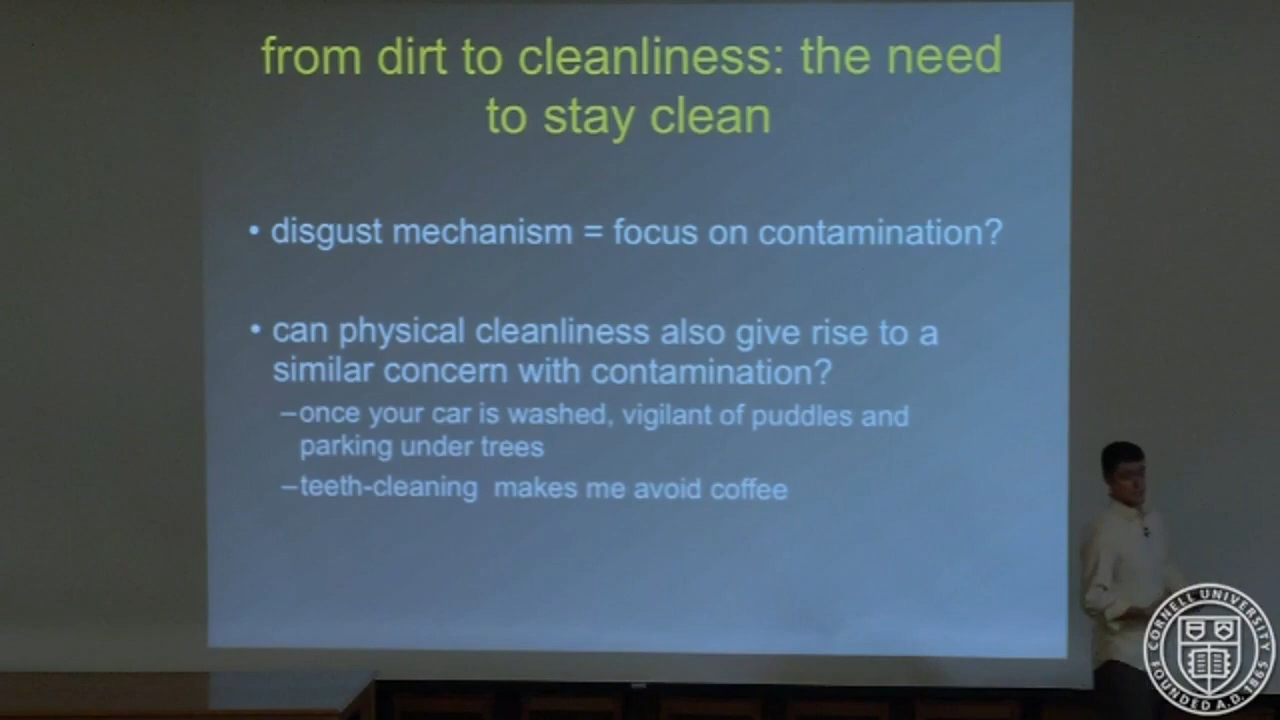 from dirt to cleanliness: the need
to stay clean
• disgust mechanism = focus on contamination?
• can physical cleanliness also give rise to a
similar concern with contamination?
–once your car is washed, vigilant of puddles and
parking under trees
–teeth-cleaning makes me avoid coffee
CORNELL UNIVERSITY
FOUNDED A.D. 1865